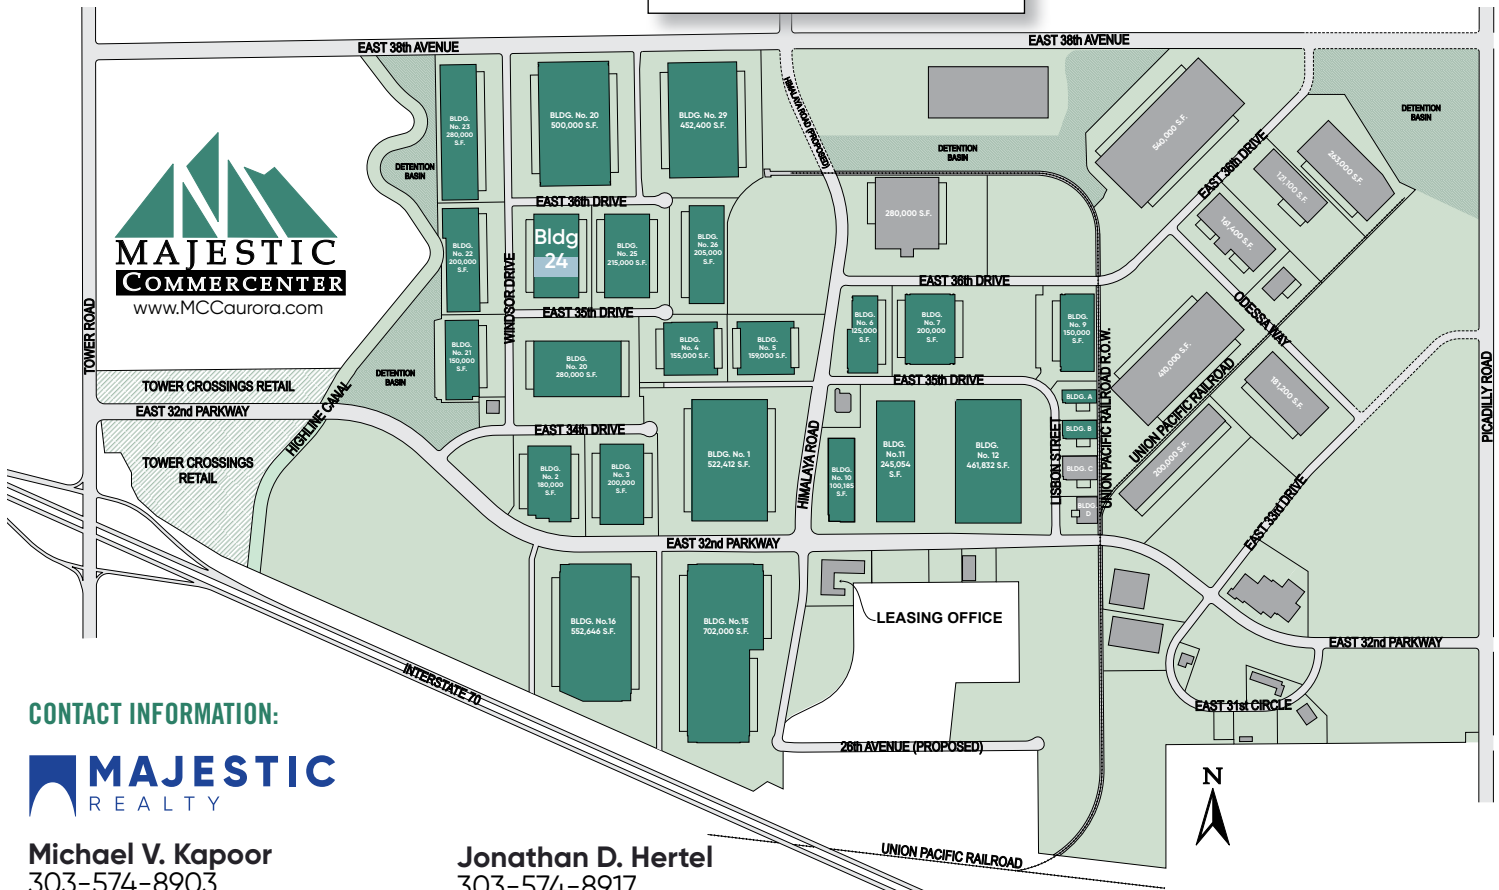 EAST 38th AVENUE
EAST 38th AVENUE
BLDG.
No. 23
280,000
S.F.
BLDG. No. 20
500,000 S.F.
BLDG. No. 29
452,400 S.F.
HIMALAYA ROAD (PROPOSED)
DETENTION
BASIN
DETENTION
BASIN
DETENTION
BASIN
540,000 S.F.
EAST 36th DRIVE
263,000 S.F.
121,100 S.F.
161,400 S.F.
280,000 S.F.
MAJESTIC
COMMERCENTER
www.MCCaurora.com
EAST 36th DRIVE
BLDG.
No. 22
200,000
S.F.
WINDSOR DRIVE
Bldg
24
BLDG.
No. 25
215,000 S.F.
BLDG.
No. 26
205,000
S.F.
EAST 36th DRIVE
EAST 35th DRIVE
TOWER ROAD
BLDG.
No. 21
150,000
S.F.
BLDG.
No. 20
280,000 S.F.
BLDG.
No. 4
155,000 S.F.
BLDG.
No. 5
159,000 S.F.
BLDG.
No. 6
125,000
S.F.
BLDG.
No. 7
200,000
S.F.
BLDG.
No. 9
150,000
S.F.
UNION PACIFIC RAILROAD R.O.W.
ODESSA WAY
410,000 S.F.
UNION PACIFIC RAILROAD
181,200 S.F.
200,000 S.F.
PICADILLY ROAD
TOWER CROSSINGS RETAIL
DETENTION
BASIN
EAST 35th DRIVE
EAST 32nd PARKWAY
HIGHLINE CANAL
BLDG. A
BLDG. B
BLDG. C
BLDG.
D
LISBON STREET
EAST 34th DRIVE
TOWER CROSSINGS
RETAIL
BLDG.
No. 2
180,000
S.F.
BLDG.
No. 3
200,000
S.F.
BLDG. No. 1
522,412 S.F.
HIMALAYA ROAD
BLDG.
No. 10
100,185
S.F.
BLDG.
No.11
245,054
S.F.
BLDG.
No. 12
461,832 S.F.
EAST 33rd DRIVE
EAST 32nd PARKWAY
BLDG. No.16
552,646 S.F.
BLDG. No.15
702,000 S.F.
LEASING OFFICE
EAST 32nd PARKWAY
INTERSTATE 70
EAST 31st CIRCLE
26th AVENUE (PROPOSED)
N
UNION PACIFIC RAILROAD
CONTACT INFORMATION:
MAJESTIC
REALTY
Michael V. Kapoor
303-574-8903
Jonathan D. Hertel
303-574-8917